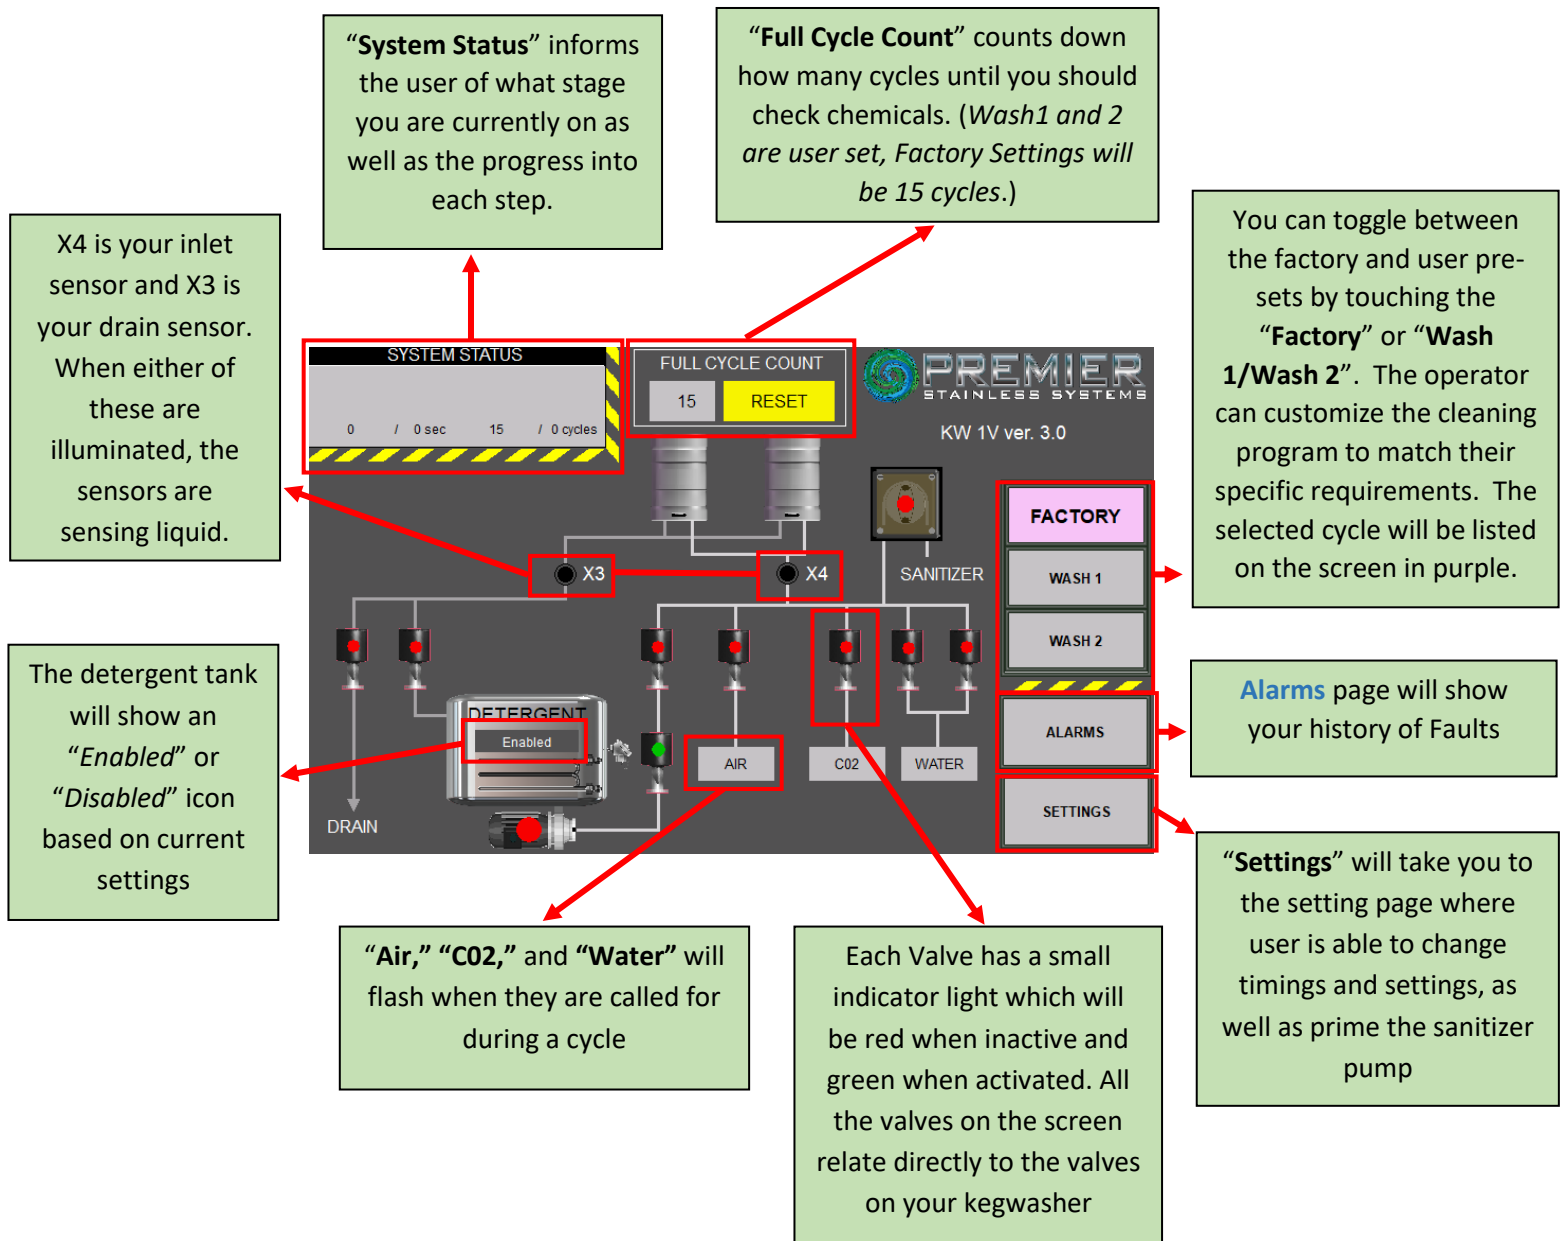 “System Status” informs
the user of what stage
you are currently on as
well as the progress into
each step.
“Full Cycle Count” counts down
how many cycles until you should
check chemicals. (Wash1 and 2
are user set, Factory Settings will
be 15 cycles.)
X4 is your inlet
sensor and X3 is
your drain sensor.
When either of
these are
illuminated, the
sensors are
sensing liquid.
You can toggle between
the factory and user pre-
sets by touching the
“Factory” or “Wash
1/Wash 2”.  The operator
can customize the cleaning
program to match their
specific requirements.  The
selected cycle will be listed
on the screen in purple.
SYSTEM STATUS
0 / 0 sec 15 / 0 cycles
FULL CYCLE COUNT
15 RESET
PREMIER
STAINLESS SYSTEMS
KW 1V ver. 3.0
FACTORY
WASH 1
WASH 2
ALARMS
SETTINGS
X3
X4
SANITIZER
DETERGENT
Enabled
AIR
C02
WATER
DRAIN
The detergent tank
will show an
“Enabled” or
“Disabled” icon
based on current
settings
Alarms page will show
your history of Faults
“Settings” will take you to
the setting page where
user is able to change
timings and settings, as
well as prime the sanitizer
pump
“Air,” “C02,” and “Water” will
flash when they are called for
during a cycle
Each Valve has a small
indicator light which will
be red when inactive and
green when activated. All
the valves on the screen
relate directly to the valves
on your kegwasher